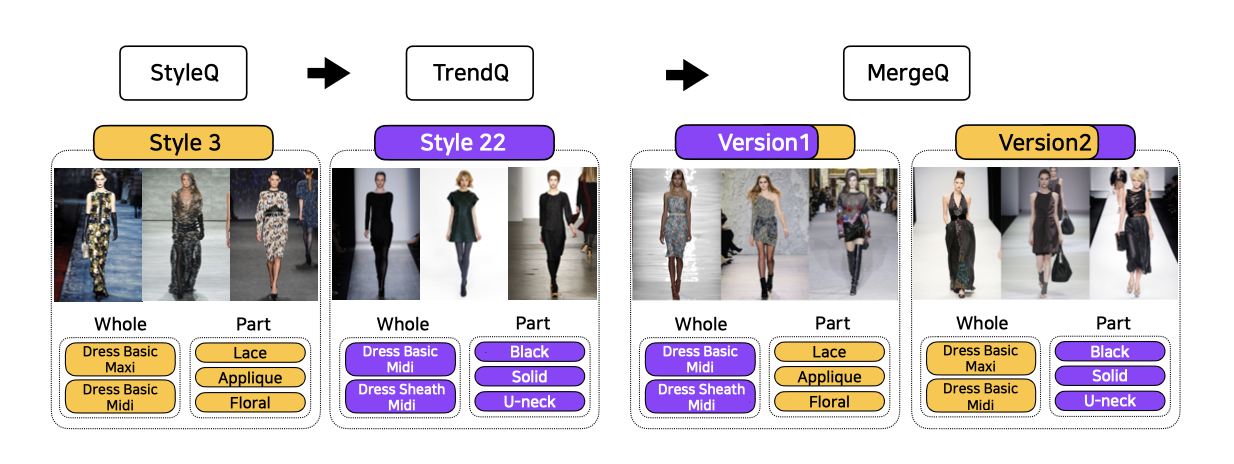 StyleQ
TrendQ
MergeQ
Style 3
Style 22
Version1
Version2
Whole
Part
Dress Basic
Maxi
Dress Basic
Midi
Lace
Applique
Floral
Whole
Part
Dress Basic
Midi
Dress Sheath
Midi
Black
Solid
U-neck
Whole
Part
Dress Basic
Midi
Dress Sheath
Midi
Lace
Applique
Floral
Whole
Part
Dress Basic
Maxi
Dress Basic
Midi
Black
Solid
U-neck